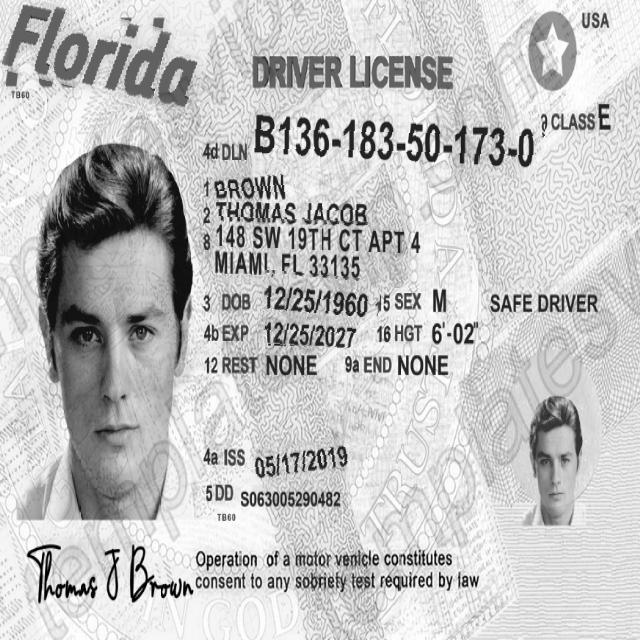 Florida
USA
DRIVER LICENSE
TB60
9 CLASS E
4d DLN B136-183-50-173-0
1 BROWN
2 THOMAS JACOB
8 148 SW 19TH CT APT 4
MIAMI, FL 33135
3 DOB 12/25/1960 15 SEX M SAFE DRIVER
4b EXP 12/25/2027 16 HGT 6'-02"
12 REST NONE 9a END NONE
4a ISS 05/17/2019
5 DD S063005290482
TB60
Thomas J Brown
Operation of a motor vehicle constitutes
consent to any sobriety test required by law